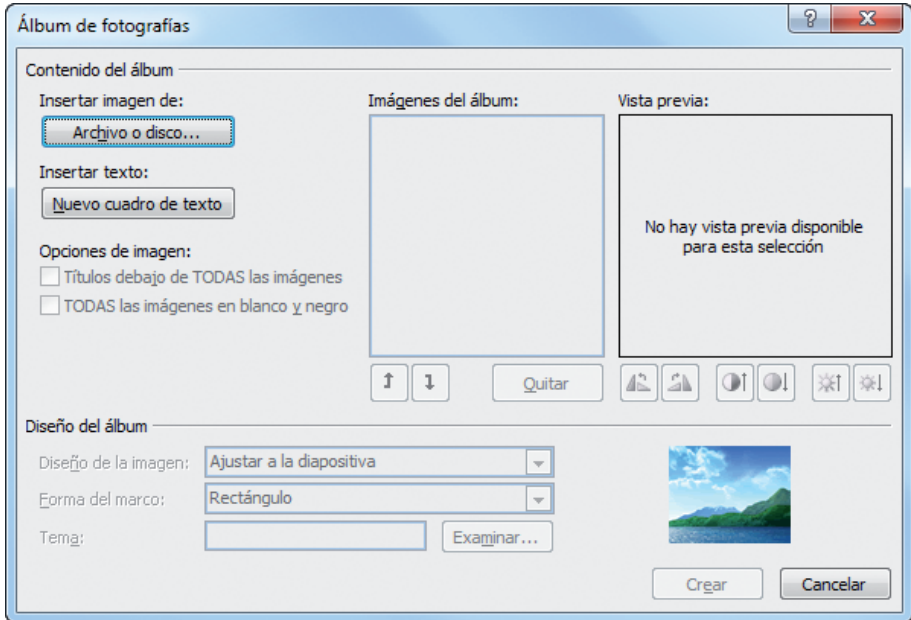 Álbum de fotografías
Contenido del álbum
Insertar imagen de:
Archivo o disco...
Insertar texto:
Nuevo cuadro de texto
Opciones de imagen:
Títulos debajo de TODAS las imágenes
TODAS las imágenes en blanco y negro
Imágenes del álbum:
Quitar
Vista previa:
No hay vista previa disponible
para esta selección
Diseño del álbum
Diseño de la imagen:
Ajustar a la diapositiva
Forma del marco:
Rectángulo
Tema:
Examinar...
Crear
Cancelar